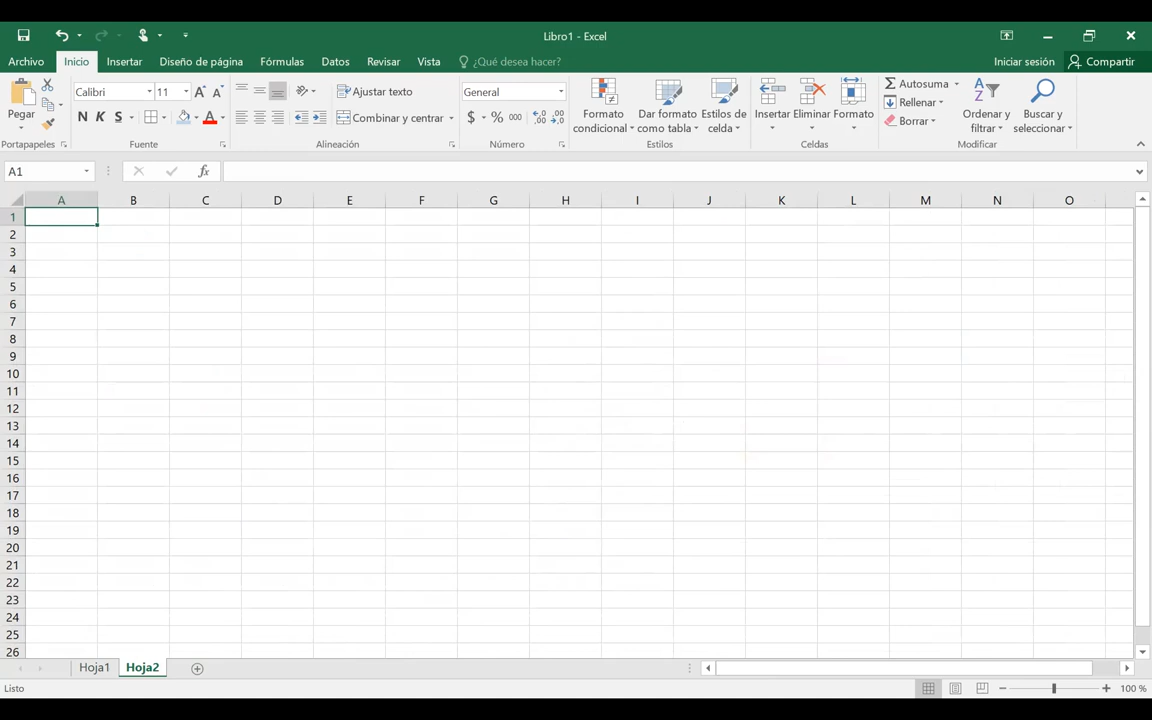 Libro1 - Excel
Archivo Inicio Insertar Diseño de página Fórmulas Datos Revisar Vista ¿Qué desea hacer? Iniciar sesión Compartir
Pegar
Calibri 11
N K S
A
Ajustar texto
Combinar y centrar
General
$ % 000
Formato condicional
Dar formato como tabla
Estilos de celda
Insertar Eliminar Formato
Autosuma
Rellenar
Borrar
Ordenar y filtrar
Buscar y seleccionar
Portapapeles Fuente Alineación Número Estilos Celdas Modificar
A1 fx
A B C D E F G H I J K L M N O
1
2
3
4
5
6
7
8
9
10
11
12
13
14
15
16
17
18
19
20
21
22
23
24
25
26
Hoja1 Hoja2
Listo 100 %